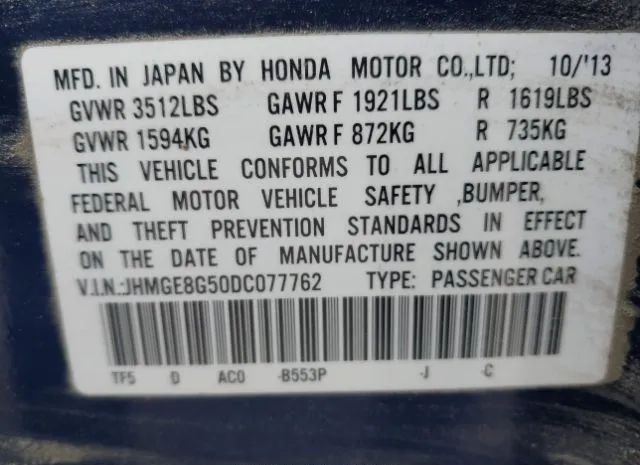 MFD. IN JAPAN BY HONDA MOTOR CO.,LTD; 10/'13
GVWR 3512LBS GAWR F 1921LBS R 1619LBS
GVWR 1594KG GAWR F 872KG R 735KG
THIS VEHICLE CONFORMS TO ALL APPLICABLE
FEDERAL MOTOR VEHICLE SAFETY ,BUMPER,
AND THEFT PREVENTION STANDARDS IN EFFECT
ON THE DATE OF MANUFACTURE SHOWN ABOVE.
V.I.N.:JHMGE8G50DC077762 TYPE: PASSENGER CAR
TF5 D AC0 -B553P -J -C